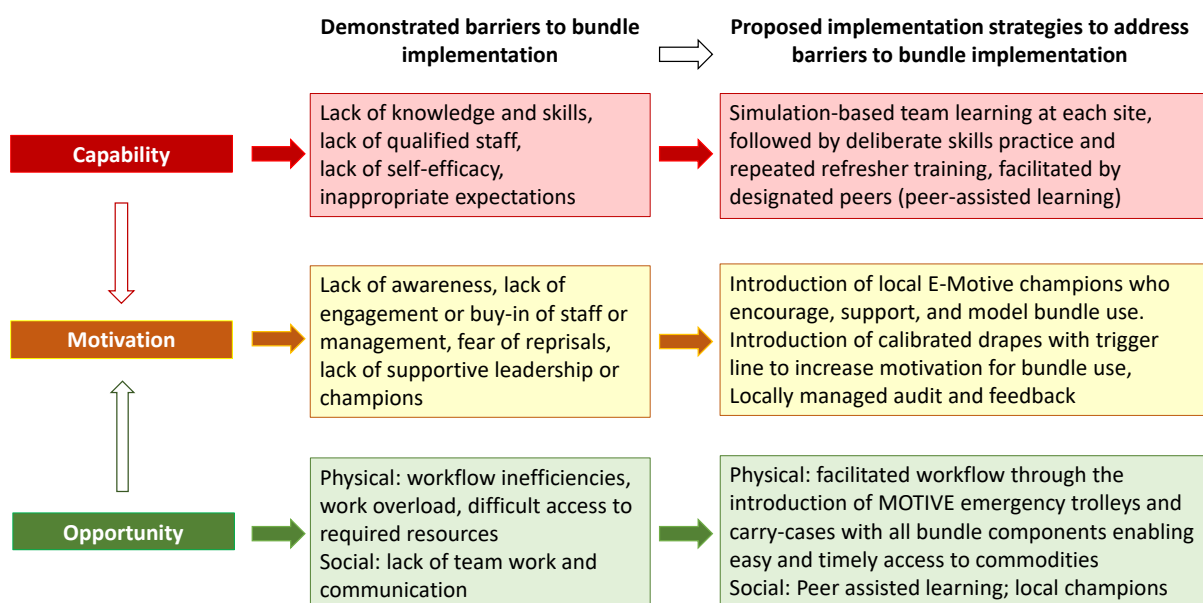 Demonstrated barriers to bundle
implementation
Proposed implementation strategies to address
barriers to bundle implementation
Capability
Lack of knowledge and skills,
lack of qualified staff,
lack of self-efficacy,
inappropriate expectations
Simulation-based team learning at each site,
followed by deliberate skills practice and
repeated refresher training, facilitated by
designated peers (peer-assisted learning)
Motivation
Lack of awareness, lack of
engagement or buy-in of staff or
management, fear of reprisals,
lack of supportive leadership or
champions
Introduction of local E-Motive champions who
encourage, support, and model bundle use.
Introduction of calibrated drapes with trigger
line to increase motivation for bundle use,
Locally managed audit and feedback
Opportunity
Physical: workflow inefficiencies,
work overload, difficult access to
required resources
Social: lack of team work and
communication
Physical: facilitated workflow through the
introduction of MOTIVE emergency trolleys and
carry-cases with all bundle components enabling
easy and timely access to commodities
Social: Peer assisted learning; local champions